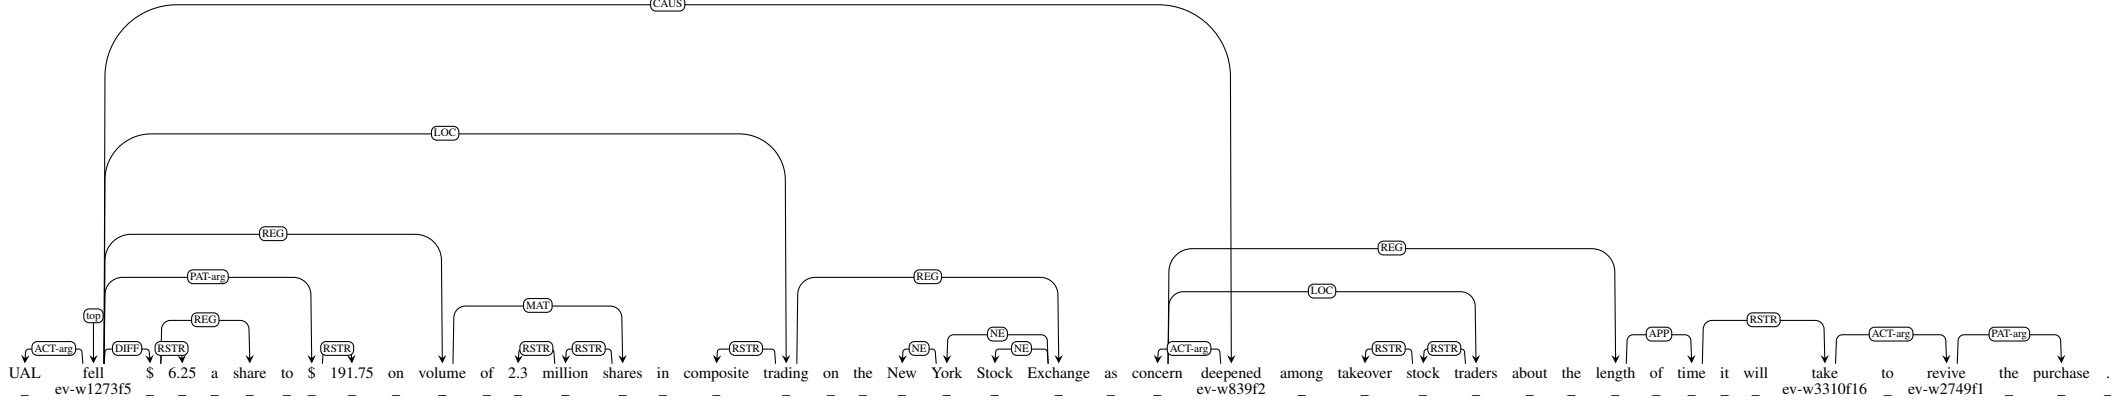 CAUS
LOC
REG REG
PAT-arg REG LOC
top REG MAT NE RSTR
ACT-arg DIFF RSTR RSTR RSTR RSTR RSTR NE NE ACT-arg RSTR RSTR APP ACT-arg PAT-arg
UAL fell $ 6.25 a share to $ 191.75 on volume of 2.3 million shares in composite trading on the New York Stock Exchange as concern deepened among takeover stock traders about the length of time it will take to revive the purchase .
_ ev-w1273f5 _ _ _ _ _ _ _ _ _ _ _ _ _ _ _ _ _ _ _ _ _ _ _ _ ev-w839f2 _ _ _ _ _ _ _ _ _ _ _ ev-w3310f16 _ ev-w2749f1 _ _ _